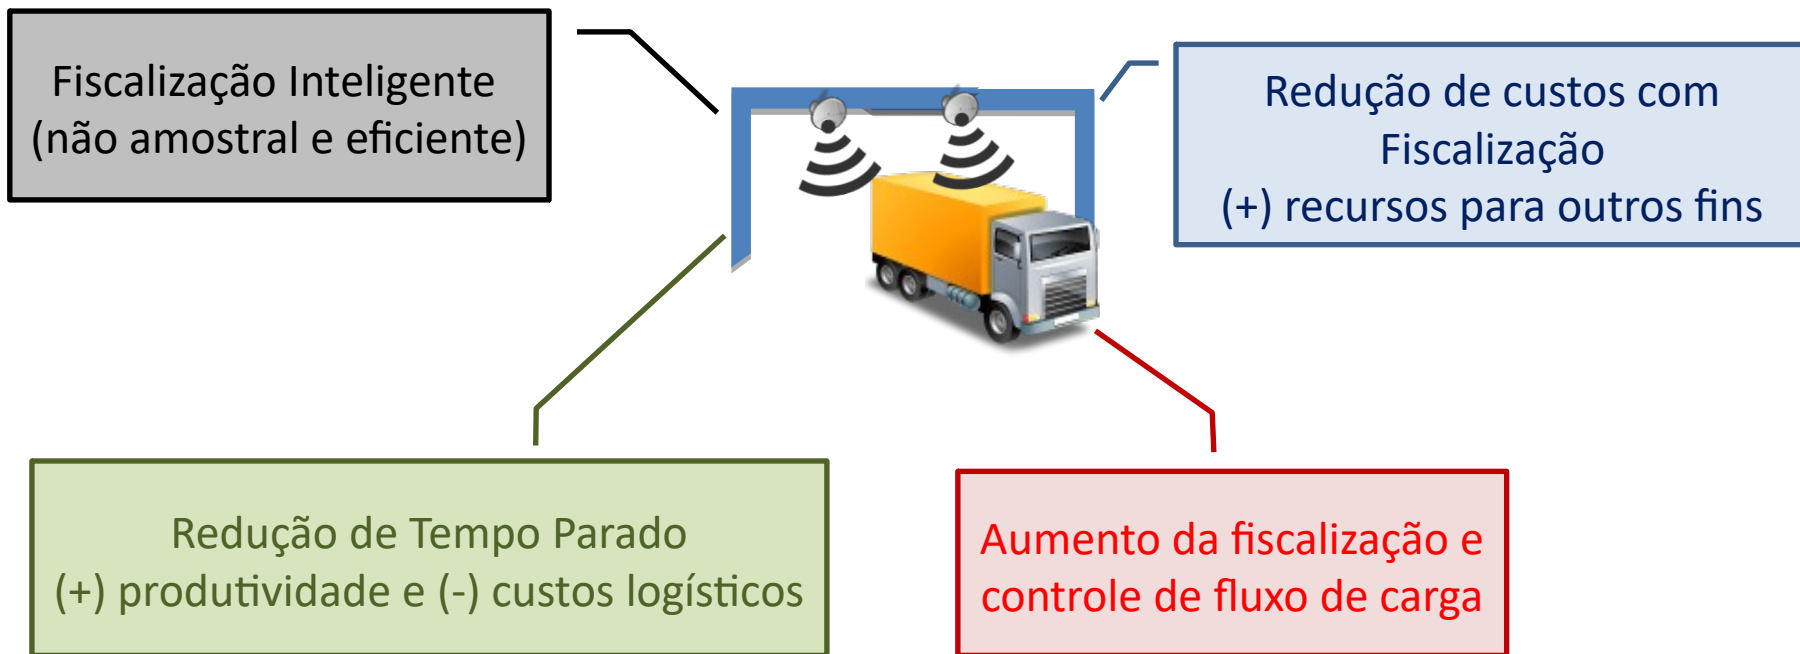 Fiscalização Inteligente
(não amostral e eficiente)
Redução de custos com
Fiscalização
(+) recursos para outros fins
Redução de Tempo Parado
(+) produtividade e (-) custos logísticos
Aumento da fiscalização e
controle de fluxo de carga